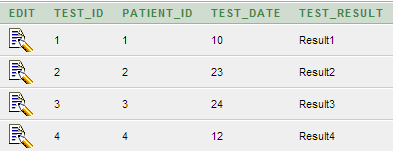 EDIT TEST_ID PATIENT_ID TEST_DATE TEST_RESULT
1 1 10 Result1
2 2 23 Result2
3 3 24 Result3
4 4 12 Result4